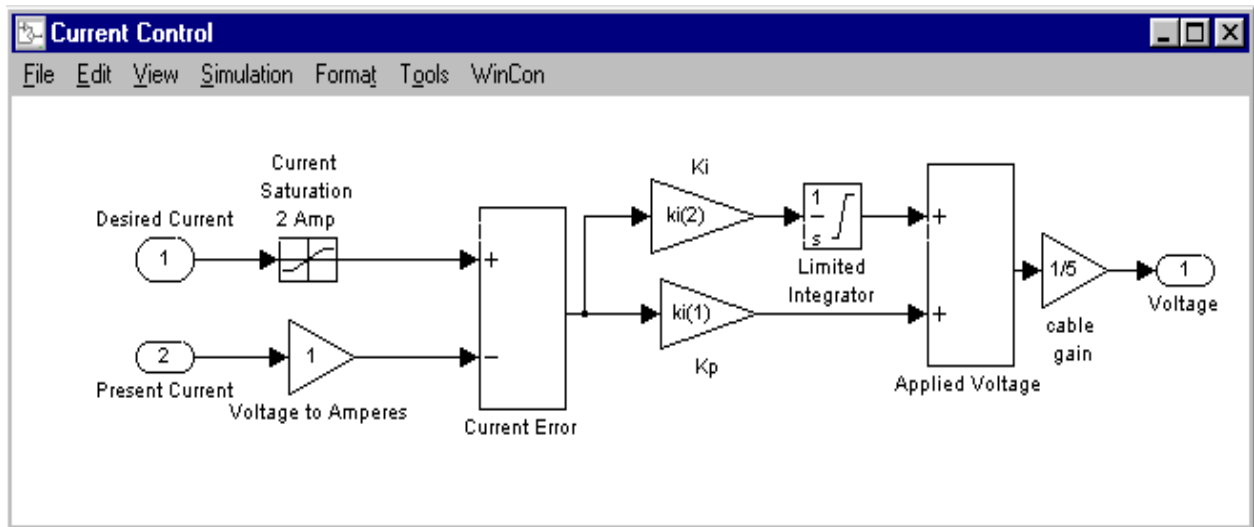 Current Control
File Edit View Simulation Format Tools WinCon
Current
Saturation
2 Amp
Desired Current
1
Present Current
2
1
Voltage to Amperes
+
−
Current Error
Ki
ki(2)
1
s
Limited
Integrator
ki(1)
Kp
+
+
Applied Voltage
1/5
cable
gain
1
Voltage